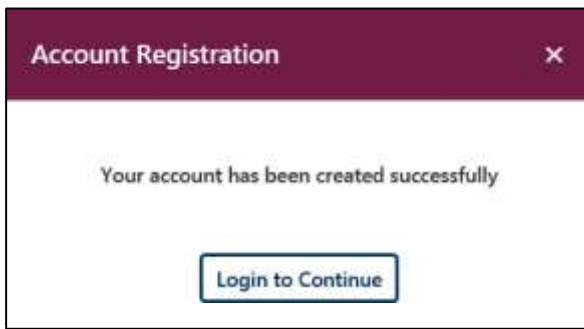 Account Registration ×
Your account has been created successfully
Login to Continue